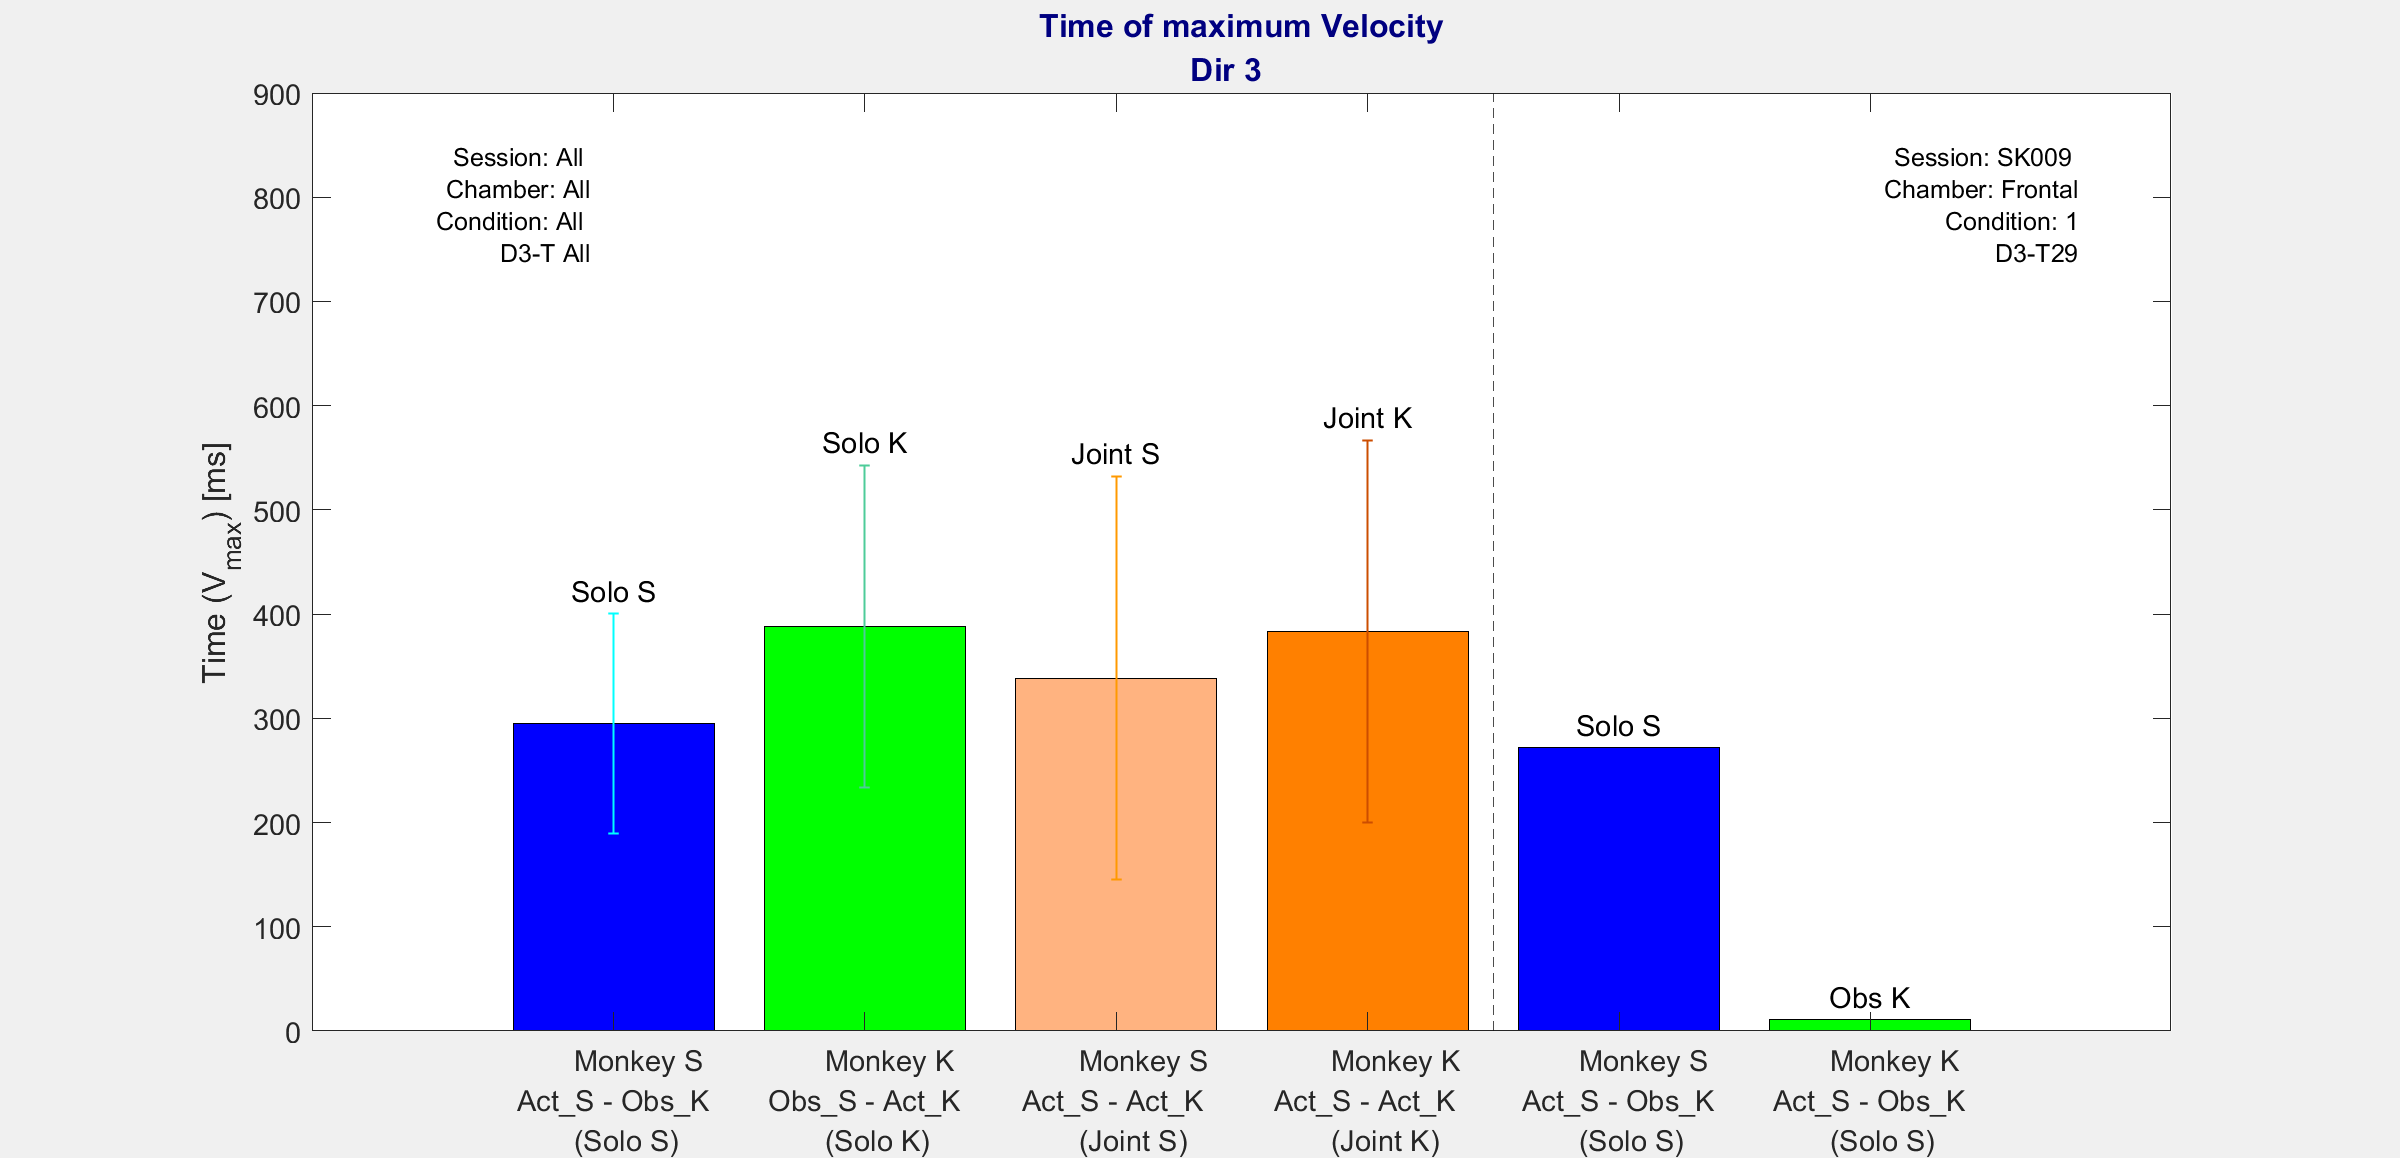 Time of maximum Velocity
Dir 3
900
800
700
600
500
400
300
200
100
0
Time (Vmax) [ms]
Session: All
Chamber: All
Condition: All
D3-T All
Session: SK009
Chamber: Frontal
Condition: 1
D3-T29
Solo S
Solo K
Joint S
Joint K
Solo S
Obs K
Monkey S
Act_S - Obs_K
(Solo S)
Monkey K
Obs_S - Act_K
(Solo K)
Monkey S
Act_S - Act_K
(Joint S)
Monkey K
Act_S - Act_K
(Joint K)
Monkey S
Act_S - Obs_K
(Solo S)
Monkey K
Act_S - Obs_K
(Solo S)